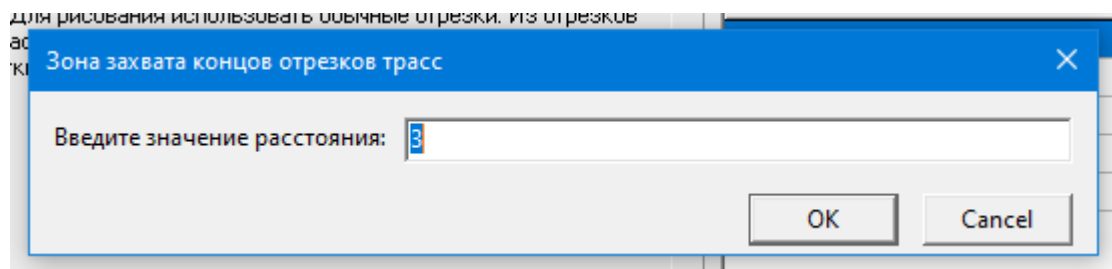 Для рисования использовать обычные отрезки. Из отрезков
Зона захвата концов отрезков трасс
Введите значение расстояния: 3
OK Cancel